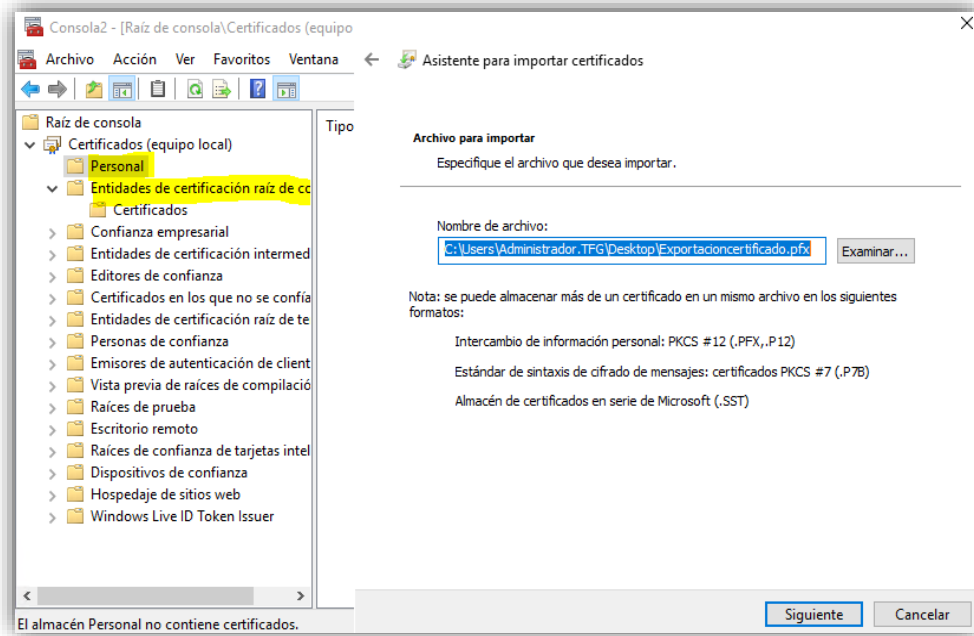 Consola2 - [Raíz de consola\Certificados (equipo
Archivo Acción Ver Favoritos Ventana
Raíz de consola
Certificados (equipo local)
Personal
Entidades de certificación raíz de co
Certificados
Confianza empresarial
Entidades de certificación intermed
Editores de confianza
Certificados en los que no se confía
Entidades de certificación raíz de te
Personas de confianza
Emisores de autenticación de client
Vista previa de raíces de compilació
Raíces de prueba
Escritorio remoto
Raíces de confianza de tarjetas intel
Dispositivos de confianza
Hospedaje de sitios web
Windows Live ID Token Issuer
El almacén Personal no contiene certificados.
Tipo
Asistente para importar certificados
Archivo para importar
Especifique el archivo que desea importar.
Nombre de archivo:
C:\Users\Administrador.TFG\Desktop\Exportacioncertificado.pfx
Examinar...
Nota: se puede almacenar más de un certificado en un mismo archivo en los siguientes
formatos:
Intercambio de información personal: PKCS #12 (.PFX,.P12)
Estándar de sintaxis de cifrado de mensajes: certificados PKCS #7 (.P7B)
Almacén de certificados en serie de Microsoft (.SST)
Siguiente Cancelar